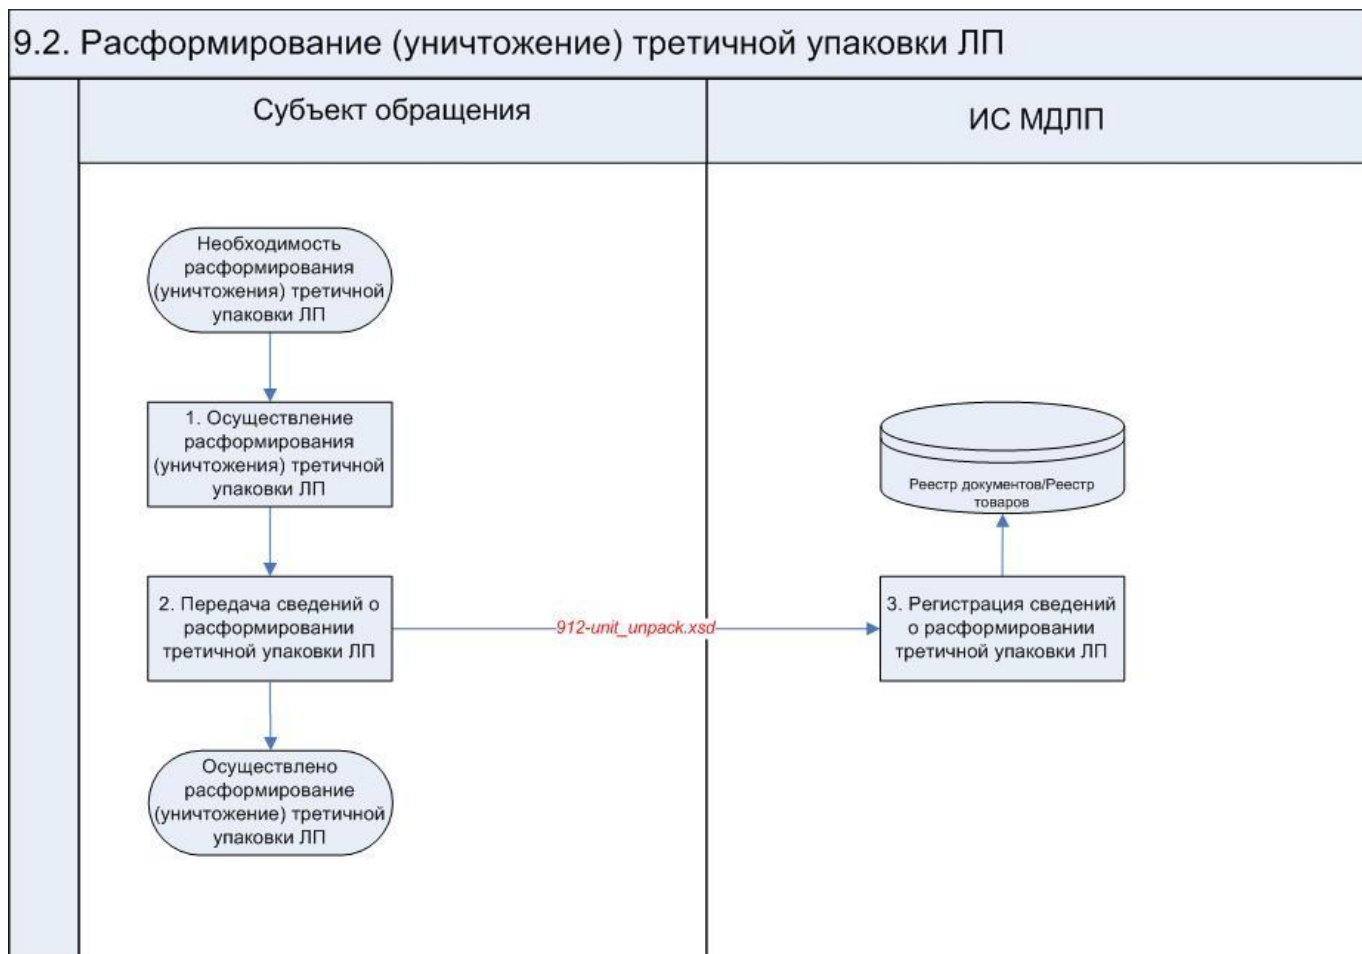 9.2. Расформирование (уничтожение) третичной упаковки ЛП
Субъект обращения
ИС МДЛП
Необходимость
расформирования
(уничтожения) третичной
упаковки ЛП
1. Осуществление
расформирования
(уничтожения) третичной
упаковки ЛП
Реестр документов/Реестр
товаров
2. Передача сведений о
расформировании
третичной упаковки ЛП
912-unit_unpack.xsd
3. Регистрация сведений
о расформировании
третичной упаковки ЛП
Осуществлено
расформирование
(уничтожение) третичной
упаковки ЛП